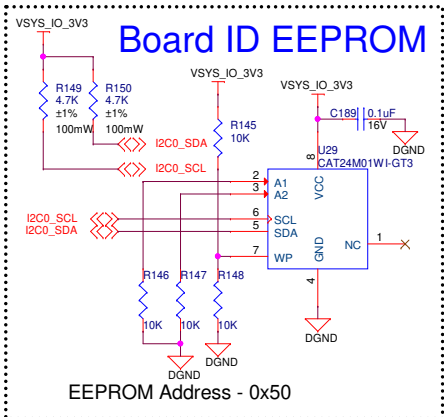 Board ID EEPROM
VSYS_IO_3V3
R149
4.7K
±1%
100mW
R150
4.7K
±1%
100mW
I2C0_SDA
I2C0_SCL
VSYS_IO_3V3
R145
10K
VSYS_IO_3V3
C189
0.1uF
16V
DGND
U29
CAT24M01WI-GT3
I2C0_SCL
I2C0_SDA
2
3
6
5
7
8
4
1
A1
A2
SCL
SDA
WP
VCC
GND
NC
R146
10K
R147
10K
R148
10K
DGND
DGND
DGND
EEPROM Address - 0x50